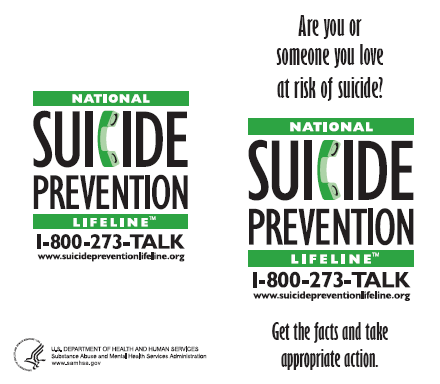 NATIONAL
SUICIDE
PREVENTION
LIFELINE™
1-800-273-TALK
www.suicidepreventionlifeline.org
U.S. DEPARTMENT OF HEALTH AND HUMAN SERVICES
Substance Abuse and Mental Health Services Administration
www.samhsa.gov
Are you or
someone you love
at risk of suicide?
NATIONAL
SUICIDE
PREVENTION
LIFELINE™
1-800-273-TALK
www.suicidepreventionlifeline.org
Get the facts and take
appropriate action.